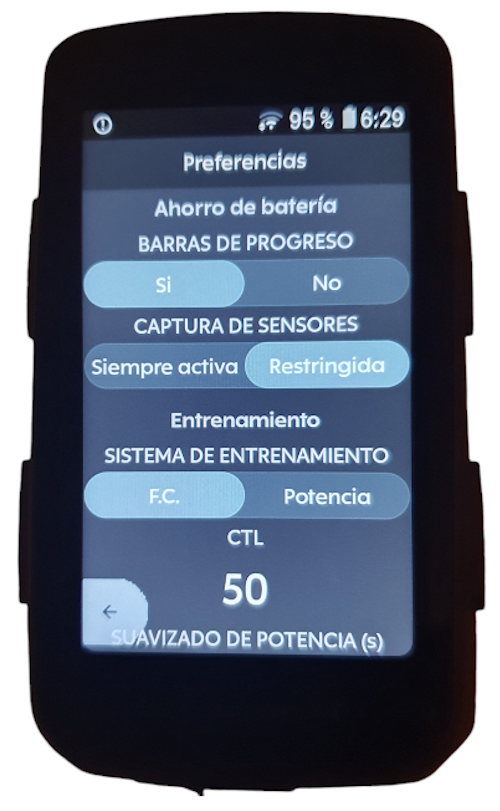 95 % 6:29
Preferencias
Ahorro de batería
BARRAS DE PROGRESO
Si No
CAPTURA DE SENSORES
Siempre activa Restringida
Entrenamiento
SISTEMA DE ENTRENAMIENTO
F.C. Potencia
CTL
50
SUAVIZADO DE POTENCIA (s)